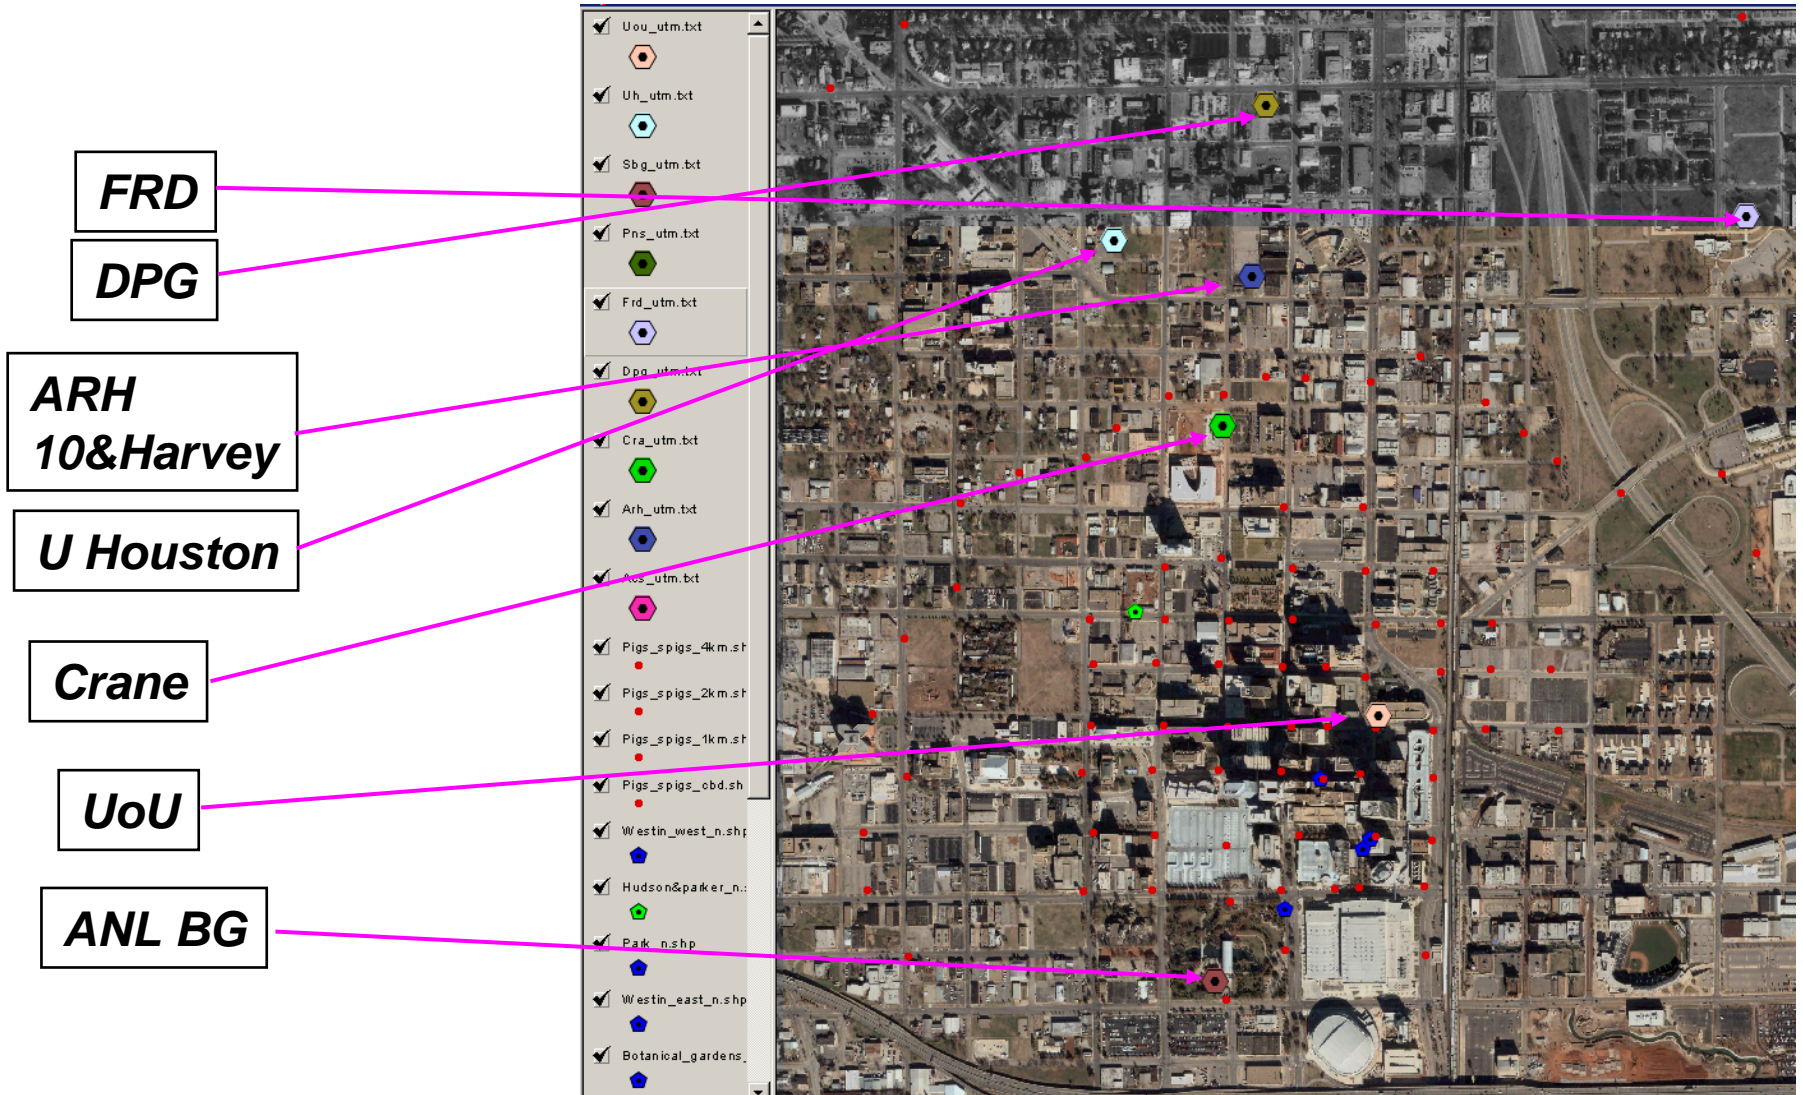 FRD
DPG
ARH
10&Harvey
U Houston
Crane
UoU
ANL BG
Uou_utm.txt
Uh_utm.txt
Sbg_utm.txt
Pns_utm.txt
Frd_utm.txt
Dpg_utm.txt
Cra_utm.txt
Arh_utm.txt
Acs_utm.txt
Pigs_spigs_4km.sh
Pigs_spigs_2km.sh
Pigs_spigs_1km.sh
Pigs_spigs_cbd.sh
Westin_west_n.shp
Hudson&parker_n.s
Park_n.shp
Westin_east_n.shp
Botanical_gardens_